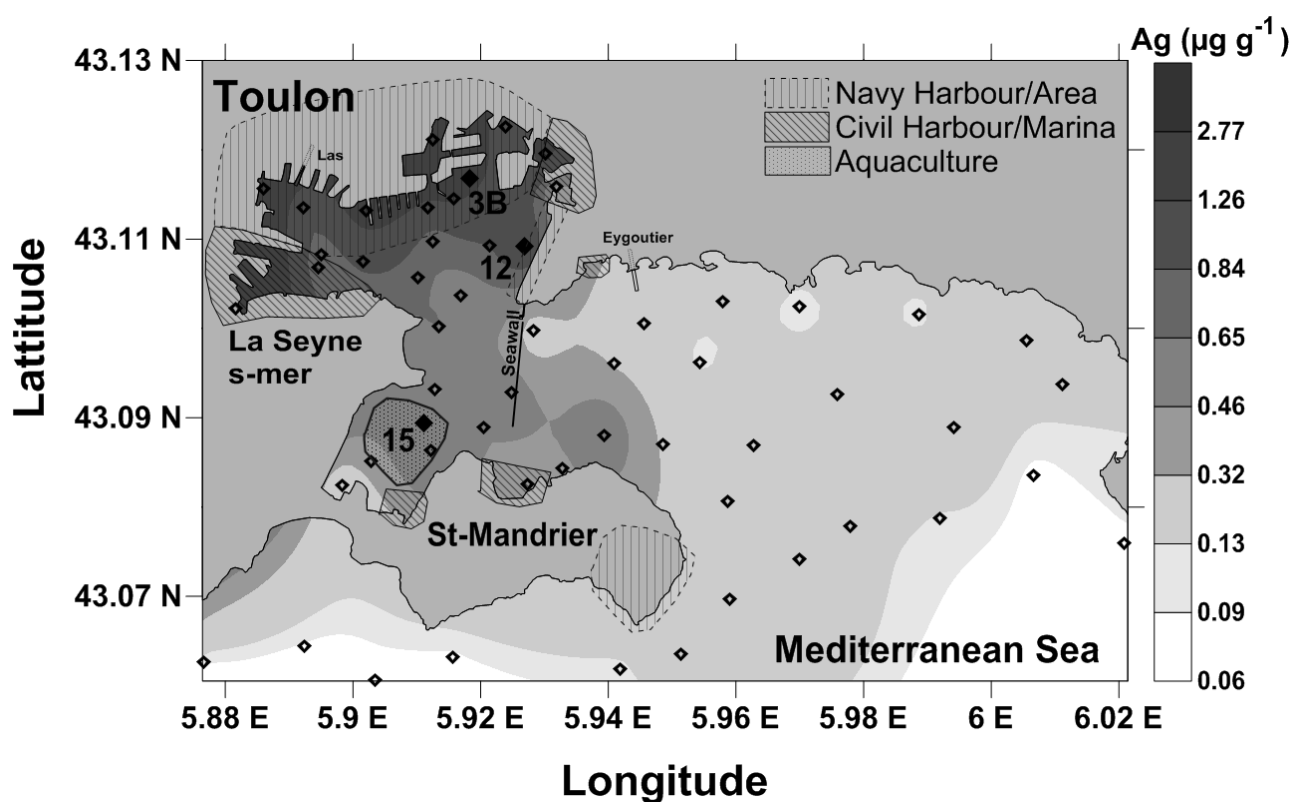 Ag (µg g-1)
43.13 N
Toulon
Navy Harbour/Area
Civil Harbour/Marina
Aquaculture
2.77
Las
3B
1.26
43.11 N
Eygoutier
12
0.84
Lattitude
Seawall
0.65
La Seyne
s-mer
0.46
43.09 N
15
0.32
St-Mandrier
0.13
43.07 N
0.09
Mediterranean Sea
0.06
5.88 E
5.9 E
5.92 E
5.94 E
5.96 E
5.98 E
6 E
6.02 E
Longitude